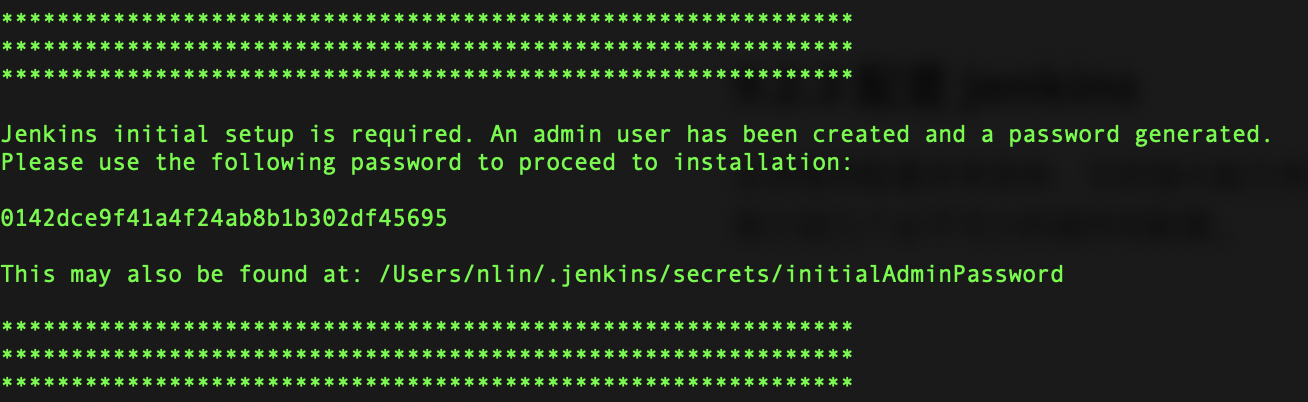 *************************************************************
*************************************************************
*************************************************************
Jenkins initial setup is required. An admin user has been created and a password generated.
Please use the following password to proceed to installation:
0142dce9f41a4f24ab8b1b302df45695
This may also be found at: /Users/nlin/.jenkins/secrets/initialAdminPassword
*************************************************************
*************************************************************
*************************************************************